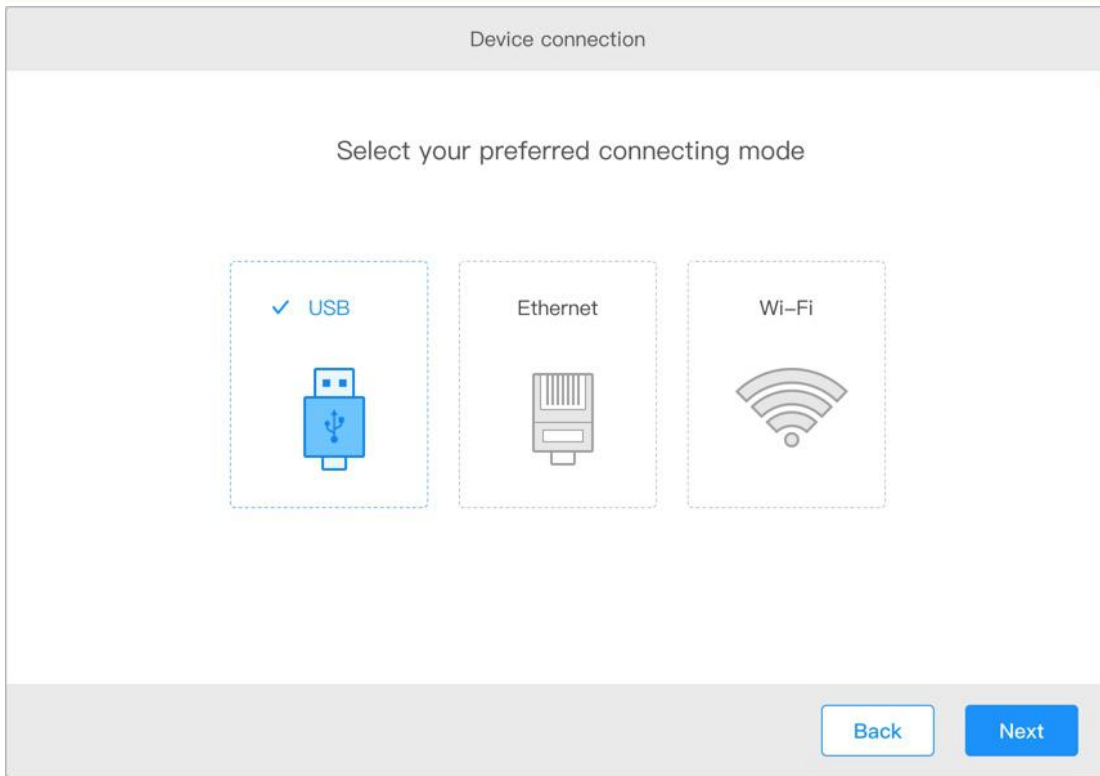 Device connection
Select your preferred connecting mode
USB
Ethernet
Wi-Fi
Back
Next